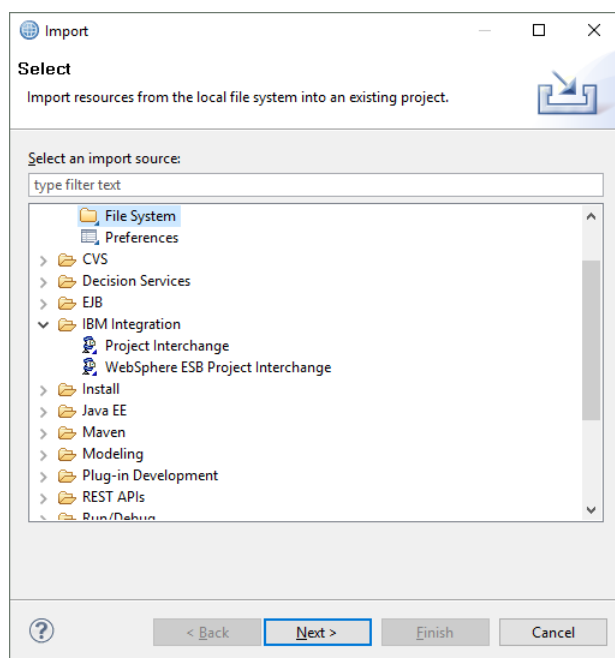 Import
Select
Import resources from the local file system into an existing project.
Select an import source:
type filter text
File System
Preferences
CVS
Decision Services
EJB
IBM Integration
Project Interchange
WebSphere ESB Project Interchange
Install
Java EE
Maven
Modeling
Plug-in Development
REST APIs
Run/Debug
?
< Back Next > Finish Cancel